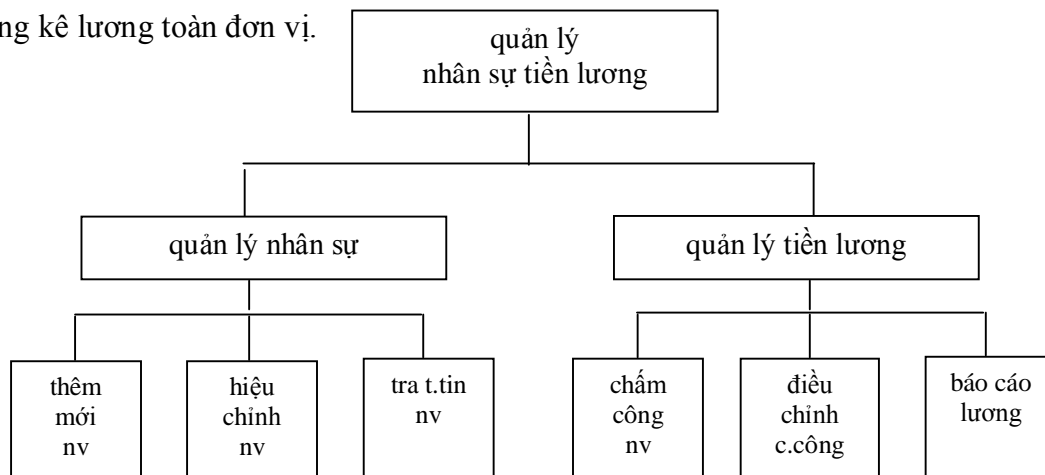 ng kê lương toàn đơn vị.
quản lý
nhân sự tiền lương
quản lý nhân sự
quản lý tiền lương
thêm
mới
nv
hiệu
chỉnh
nv
tra t.tin
nv
chấm
công
nv
điều
chỉnh
c.công
báo cáo
lương